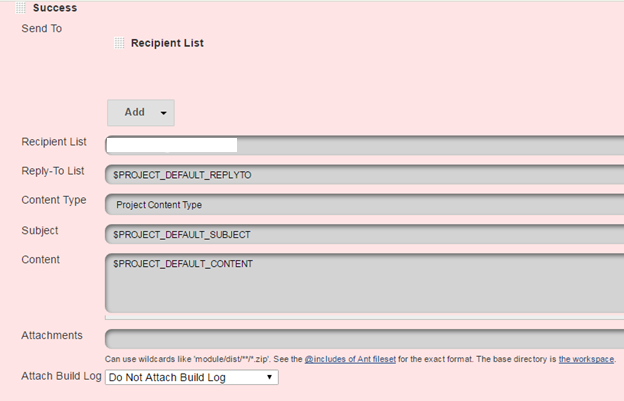 Success
Send To
Recipient List
Add
Recipient List
Reply-To List $PROJECT_DEFAULT_REPLYTO
Content Type Project Content Type
Subject $PROJECT_DEFAULT_SUBJECT
Content $PROJECT_DEFAULT_CONTENT
Attachments
Can use wildcards like 'module/dist/**/*.zip'. See the @includes of Ant fileset for the exact format. The base directory is the workspace.
Attach Build Log Do Not Attach Build Log